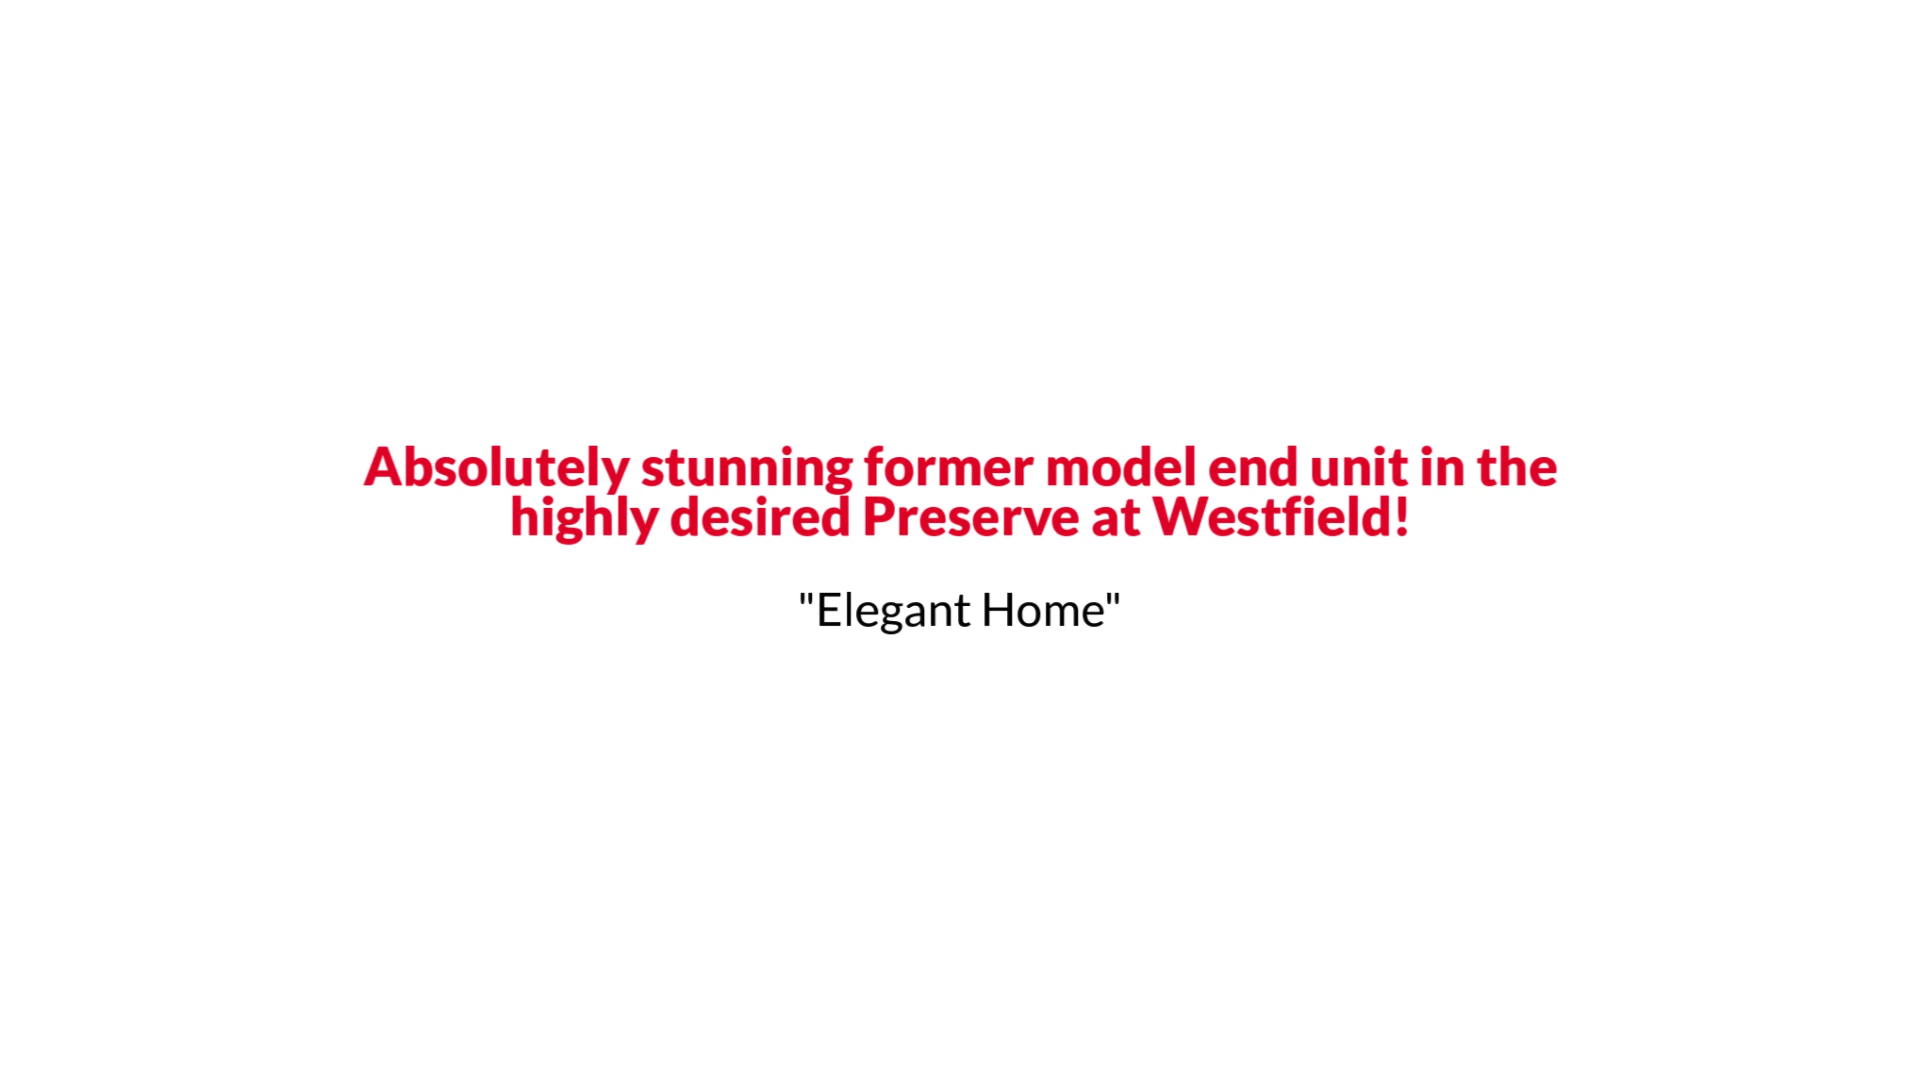 Absolutely stunning former model end unit in the
highly desired Preserve at Westfield!
"Elegant Home"